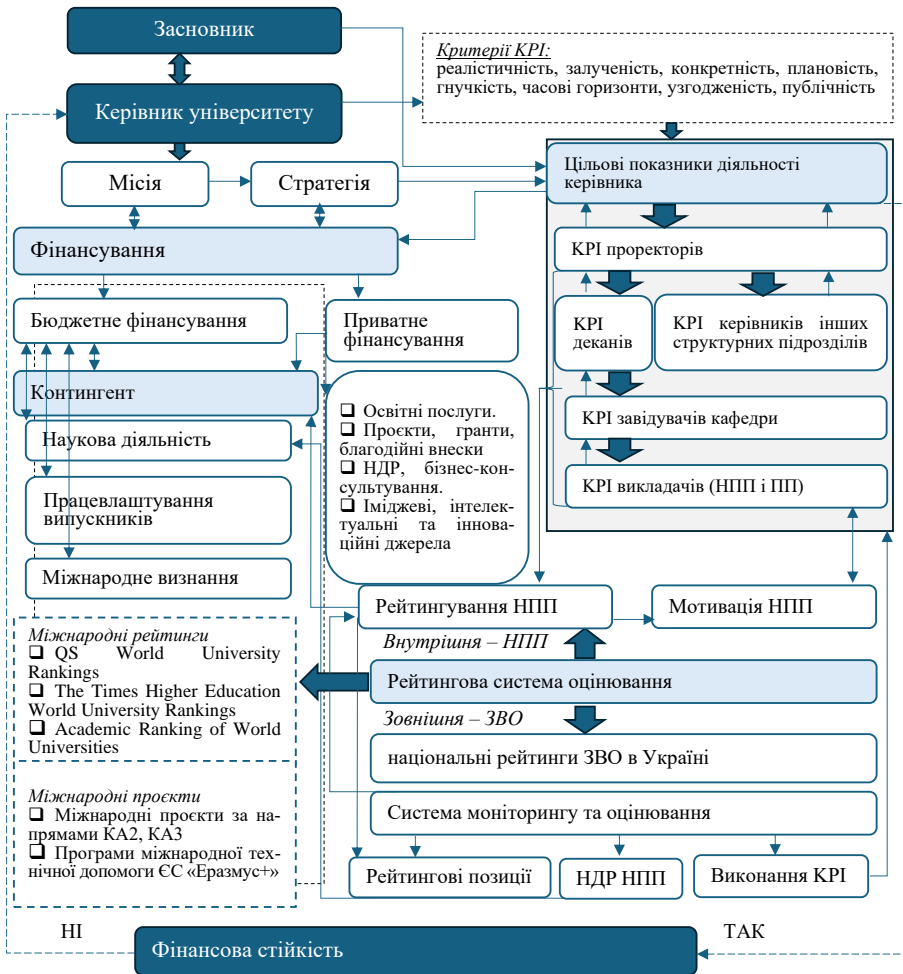 Засновник
Критерії KPI:
реалістичність, залученість, конкретність, плановість,
гнучкість, часові горизонти, узгодженість, публічність
Керівник університету
Місія
Стратегія
Цільові показники діяльності
керівника
Фінансування
KPI проректорів
Бюджетне фінансування
Приватне
фінансування
KPI
деканів
KPI керівників інших
структурних підрозділів
Контингент
Наукова діяльність
Працевлаштування
випускників
Міжнародне визнання
❑ Освітні послуги.
❑ Проєкти, гранти,
благодійні внески
❑ НДР, бізнес-кон-
сультування.
❑ Іміджеві, інтелек-
туальні та іннова-
ційні джерела
KPI завідувачів кафедри
KPI викладачів (НПП і ПП)
Рейтингування НПП
Мотивація НПП
Внутрішня – НПП
Рейтингова система оцінювання
Зовнішня – ЗВО
національні рейтинги ЗВО в Україні
Міжнародні рейтинги
❑ QS World University
Rankings
❑ The Times Higher Education
World University Rankings
❑ Academic Ranking of World
Universities
Міжнародні проєкти
❑ Міжнародні проєкти за на-
прямами КА2, КА3
❑ Програми міжнародної тех-
нічної допомоги ЄС «Еразмус+»
Система моніторингу та оцінювання
Рейтингові позиції
НДР НПП
Виконання KPI
НІ
ТАК
Фінансова стійкість